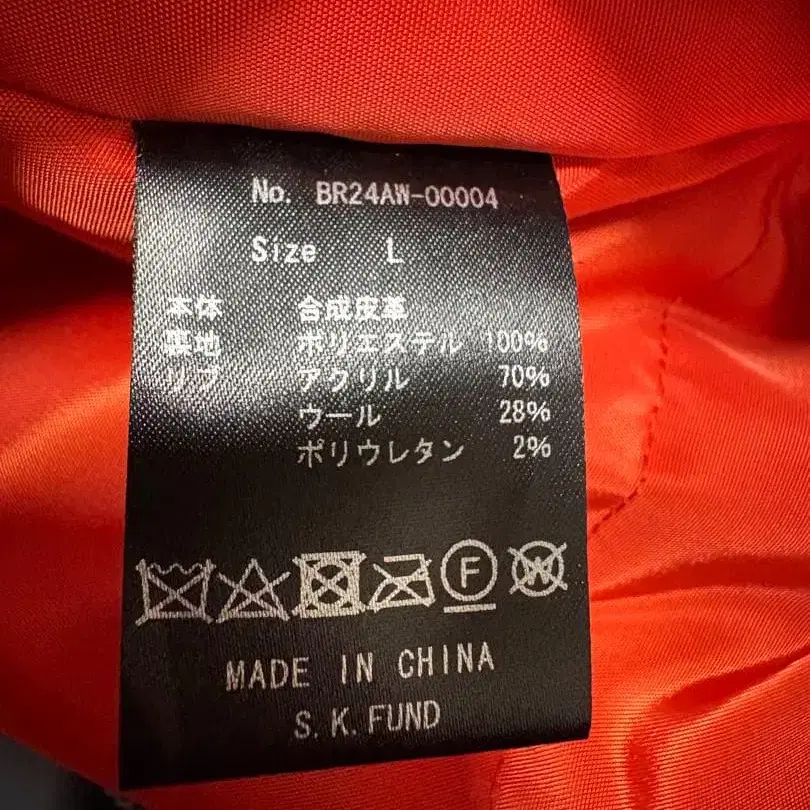 No. BR24AW-00004
Size L
本体 合成皮革
裏地 ポリエステル 100%
リブ アクリル 70%
ウール 28%
ポリウレタン 2%
F W
MADE IN CHINA
S.K.FUND